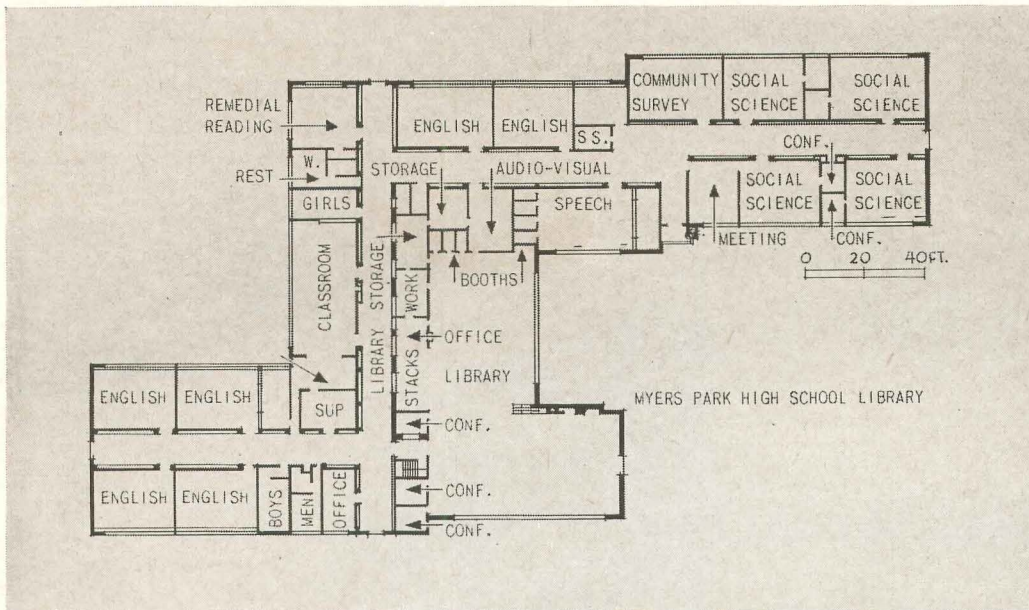 COMMUNITY
SURVEY
SOCIAL
SCIENCE
SOCIAL
SCIENCE
REMEDIAL
READING
ENGLISH
ENGLISH
S S.
CONF.
W.
REST
STORAGE
AUDIO-VISUAL
GIRLS
SPEECH
SOCIAL
SCIENCE
SOCIAL
SCIENCE
MEETING
CONF.
0 20 40FT.
CLASSROOM
LIBRARY STORAGE
WORK
BOOTHS
OFFICE
STACKS
LIBRARY
MYERS PARK HIGH SCHOOL LIBRARY
ENGLISH
ENGLISH
SUP
CONF.
ENGLISH
ENGLISH
BOYS
MEN
OFFICE
CONF.
CONF.